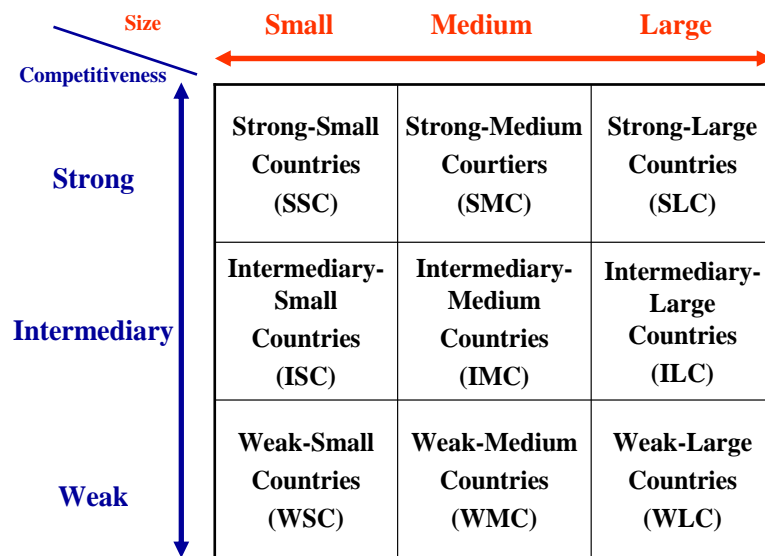 Size
Small
Medium
Large
Competitiveness
Strong
Strong-Small
Countries
(SSC)
Strong-Medium
Courtiers
(SMC)
Strong-Large
Countries
(SLC)
Intermediary
Intermediary-
Small
Countries
(ISC)
Intermediary-
Medium
Countries
(IMC)
Intermediary-
Large
Countries
(ILC)
Weak
Weak-Small
Countries
(WSC)
Weak-Medium
Countries
(WMC)
Weak-Large
Countries
(WLC)